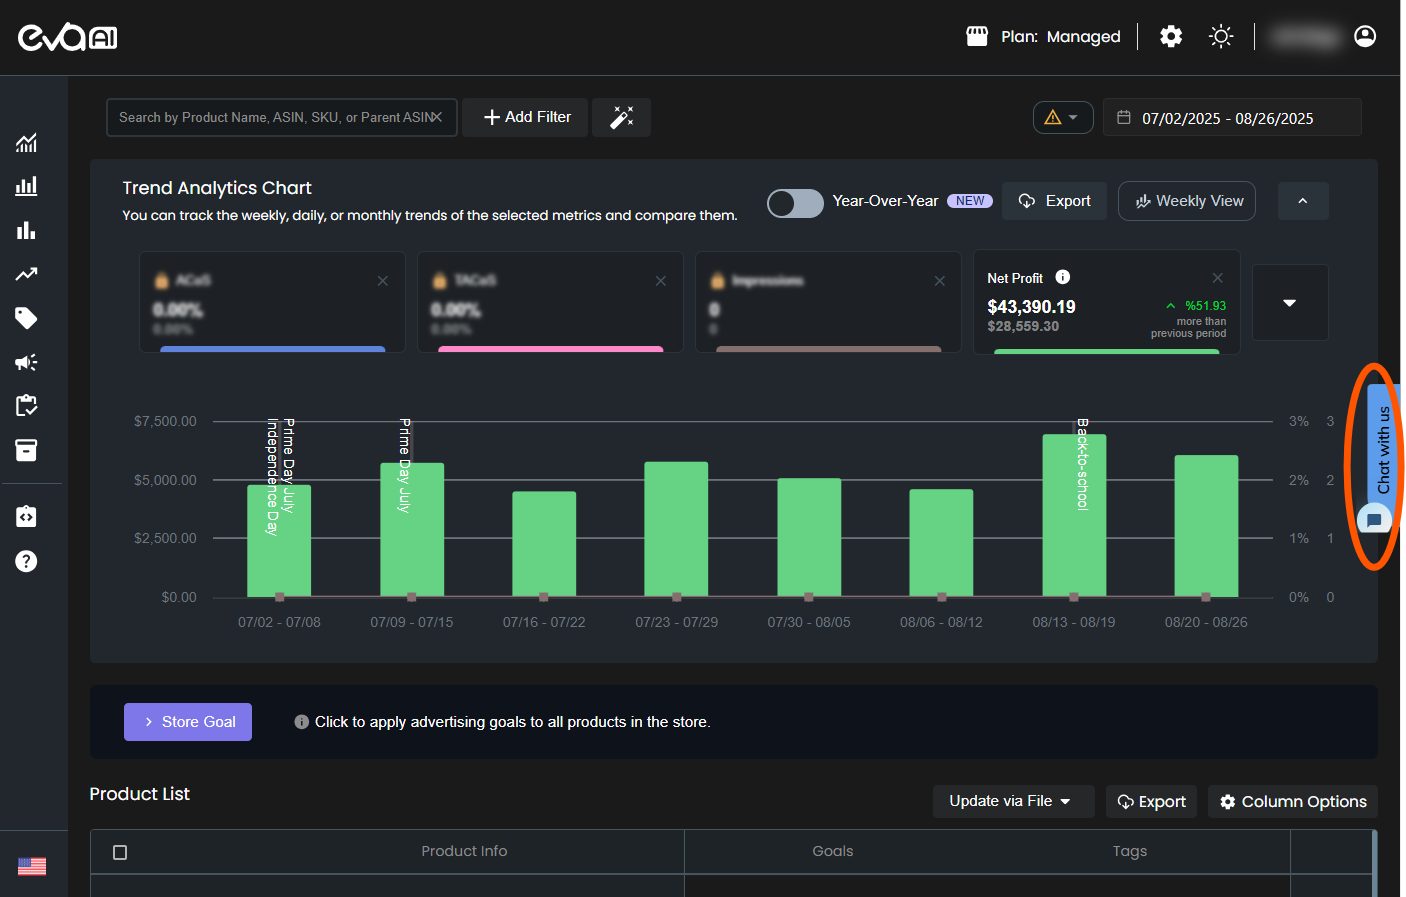 eva AI
Plan: Managed
Search by Product Name, ASIN, SKU, or Parent ASIN
Add Filter
07/02/2025 - 08/26/2025
Trend Analytics Chart
You can track the weekly, daily, or monthly trends of the selected metrics and compare them.
Year-Over-Year
NEW
Export
Weekly View
ACoS
0.00%
0.00%
TACoS
0.00%
0.00%
Impressions
0
0
Net Profit
$43,390.19
$28,559.30
%51.93
more than
previous period
Chat with us
$7,500.00
$5,000.00
$2,500.00
$0.00
Independence Day
Prime Day July
Prime Day July
Back-to-school
3% 3
2% 2
1% 1
0% 0
07/02 - 07/08
07/09 - 07/15
07/16 - 07/22
07/23 - 07/29
07/30 - 08/05
08/06 - 08/12
08/13 - 08/19
08/20 - 08/26
Store Goal
Click to apply advertising goals to all products in the store.
Product List
Update via File
Export
Column Options
Product Info
Goals
Tags